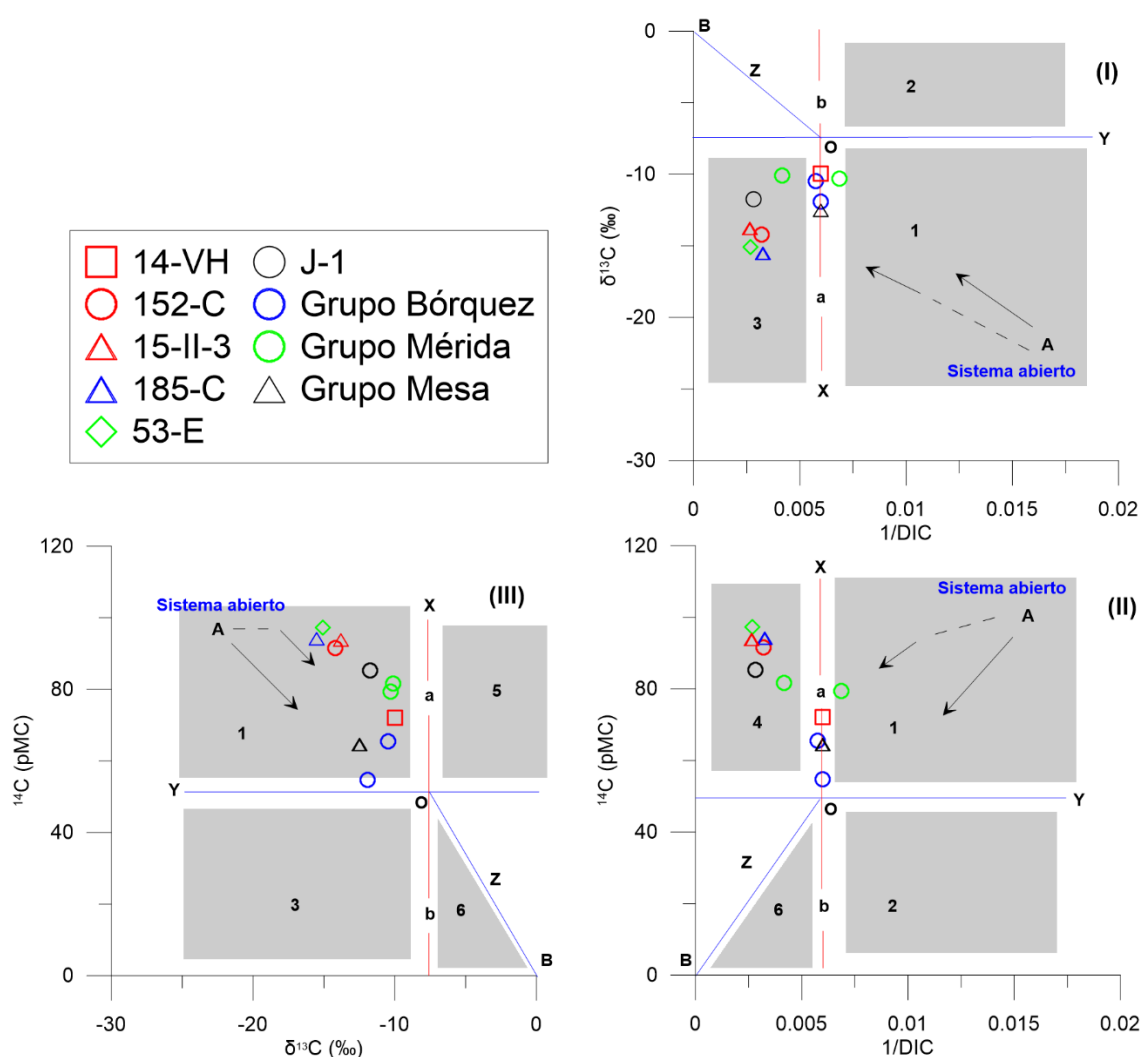 0
-10
-20
-30
δ¹³C (‰)
0
0.005
0.01
0.015
0.02
1/DIC
B
Z
b
2
(I)
Y
O
1
3
a
A
Sistema abierto
X
14-VH
J-1
152-C
Grupo Bórquez
15-II-3
Grupo Mérida
185-C
Grupo Mesa
53-E
120
80
40
0
¹⁴C (pMC)
-30
-20
-10
0
δ¹³C (‰)
Sistema abierto
A
X
(III)
a
5
1
Y
O
3
b
6
Z
B
120
80
40
0
¹⁴C (pMC)
0
0.005
0.01
0.015
0.02
1/DIC
X
Sistema abierto
A
(II)
a
4
1
Y
O
Z
6
b
2
B